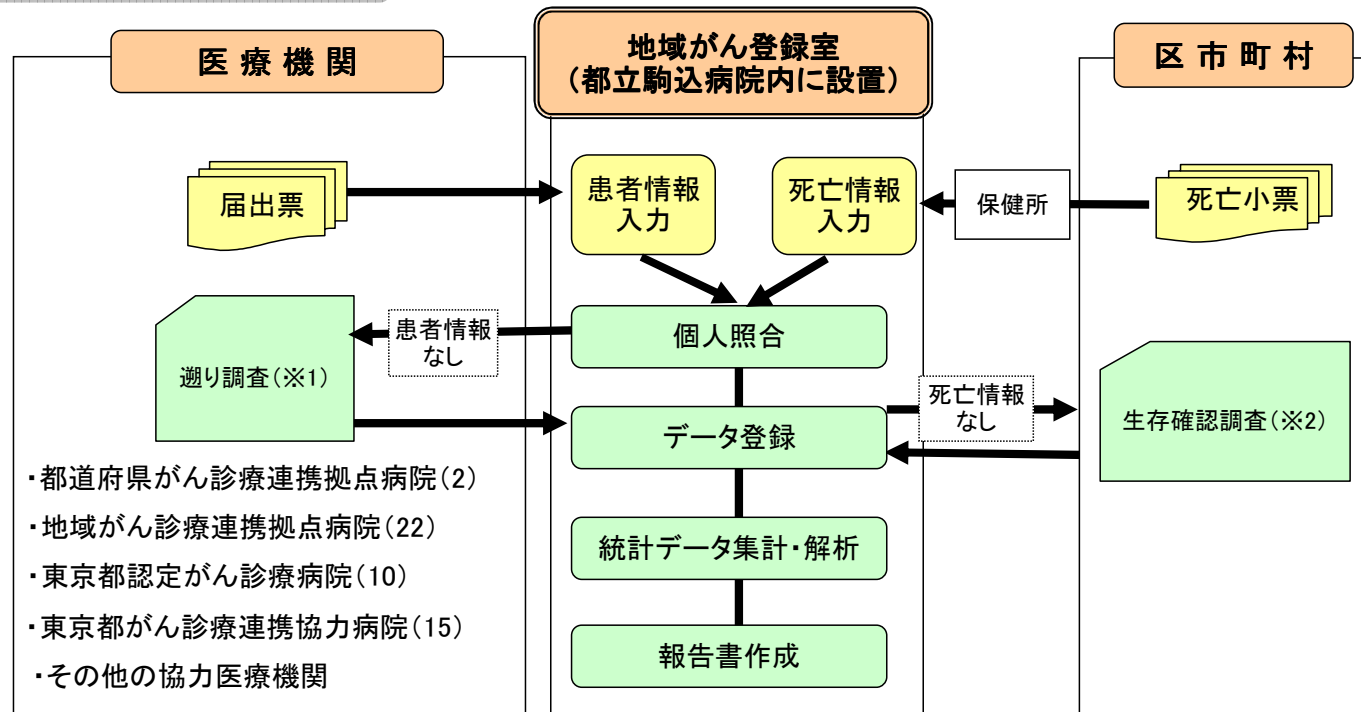 医療機関
地域がん登録室
（都立駒込病院内に設置）
区市町村
届出票
患者情報
入力
死亡情報
入力
保健所
死亡小票
遡り調査（※1）
患者情報
なし
個人照合
データ登録
死亡情報
なし
生存確認調査（※2）
統計データ集計・解析
報告書作成
・都道府県がん診療連携拠点病院（2）
・地域がん診療連携拠点病院（22）
・東京都認定がん診療病院（10）
・東京都がん診療連携協力病院（15）
・その他の協力医療機関